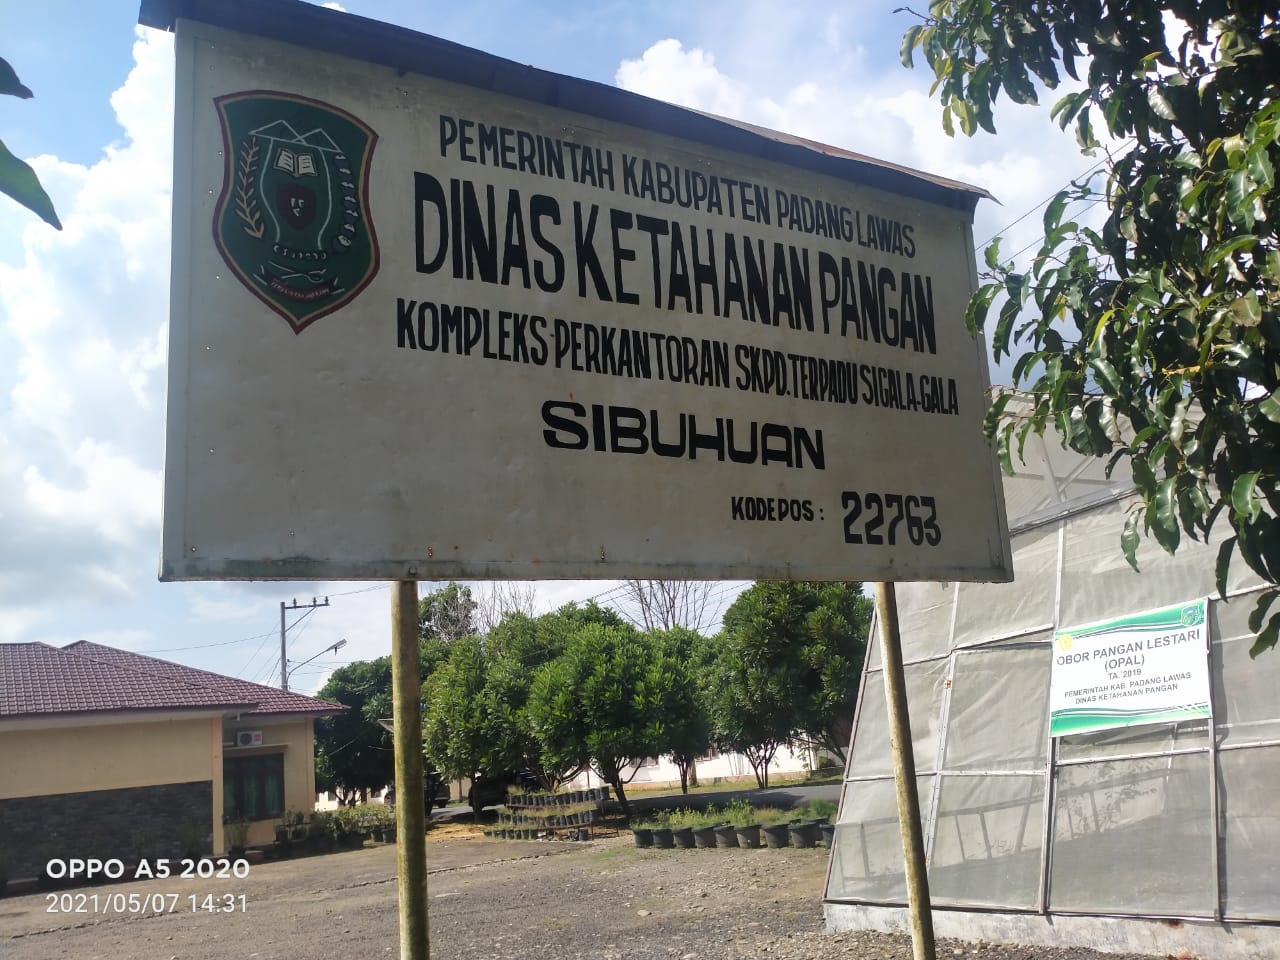 PEMERINTAH KABUPATEN PADANG LAWAS
DINAS KETAHANAN PANGAN
KOMPLEKS PERKANTORAN SKPD.TERPADU SIGALA-GALA
SIBUHUAN
KODE POS : 22763
OBOR PANGAN LESTARI
(OPAL)
TA. 2019
PEMERINTAH KAB. PADANG LAWAS
DINAS KETAHANAN PANGAN
OPPO A5 2020
2021/05/07 14:31